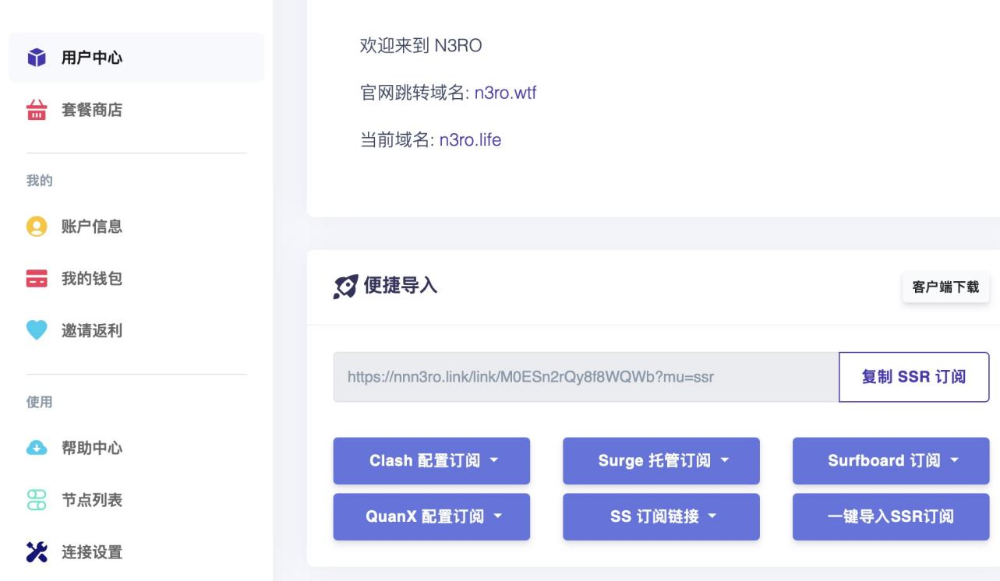 用户中心
套餐商店
我的
账户信息
我的钱包
邀请返利
使用
帮助中心
节点列表
连接设置
欢迎来到 N3RO
官网跳转域名: n3ro.wtf
当前域名: n3ro.life
便捷导入
客户端下载
https://nnn3ro.link/link/M0ESn2rQy8f8WQWb?mu=ssr
复制 SSR 订阅
Clash 配置订阅
Surge 托管订阅
Surfboard 订阅
QuanX 配置订阅
SS 订阅链接
一键导入SSR订阅